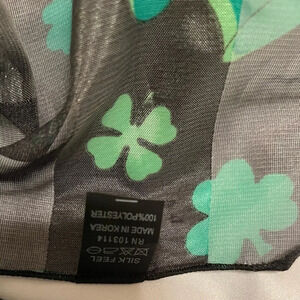 SILK FEEL
RN 103114
MADE IN KOREA
100%POLYESTER